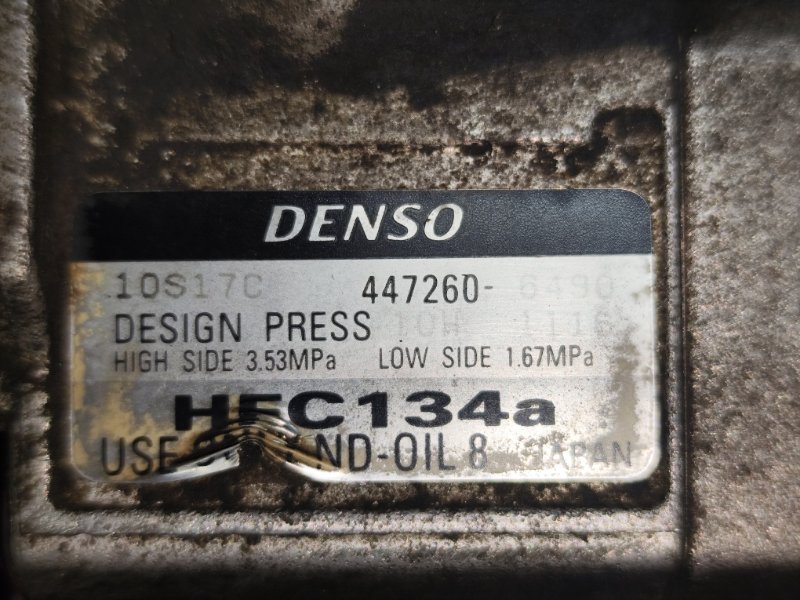 DENSO
10S17C 447260-
DESIGN PRESS
HIGH SIDE 3.53MPa LOW SIDE 1.67MPa
HFC134a
USE ND-OIL 8 JAPAN